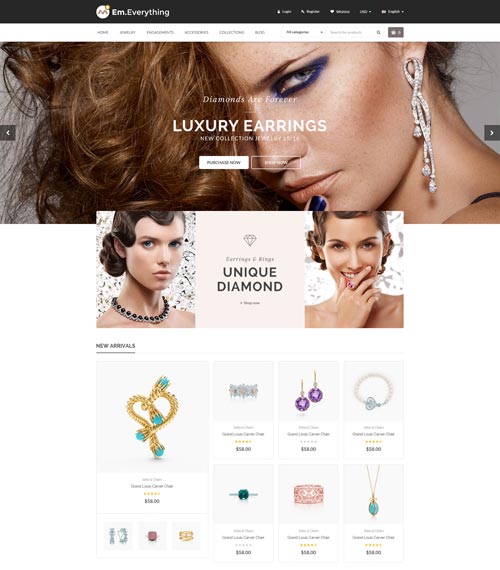 Em.Everything
Login
Register
Wishlist
USD
English
HOME
JEWELRY
ENGAGEMENTS
ACCESSORIES
COLLECTIONS
BLOG
All categories
Search for products
0
Diamonds Are Forever
LUXURY EARRINGS
NEW COLLECTION JEWELRY 15/16
PURCHASE NOW
SHOP NOW
Earrings & Rings
UNIQUE
DIAMOND
Shop now
NEW ARRIVALS
Sofas & Chairs
Grand Louis Carver Chair
$58.00
Sofas & Chairs
Grand Louis Carver Chair
$58.00
Sofas & Chairs
Grand Louis Carver Chair
$58.00
Sofas & Chairs
Grand Louis Carver Chair
$58.00
Sofas & Chairs
Grand Louis Carver Chair
$58.00
Sofas & Chairs
Grand Louis Carver Chair
$58.00
Sofas & Chairs
Grand Louis Carver Chair
$58.00